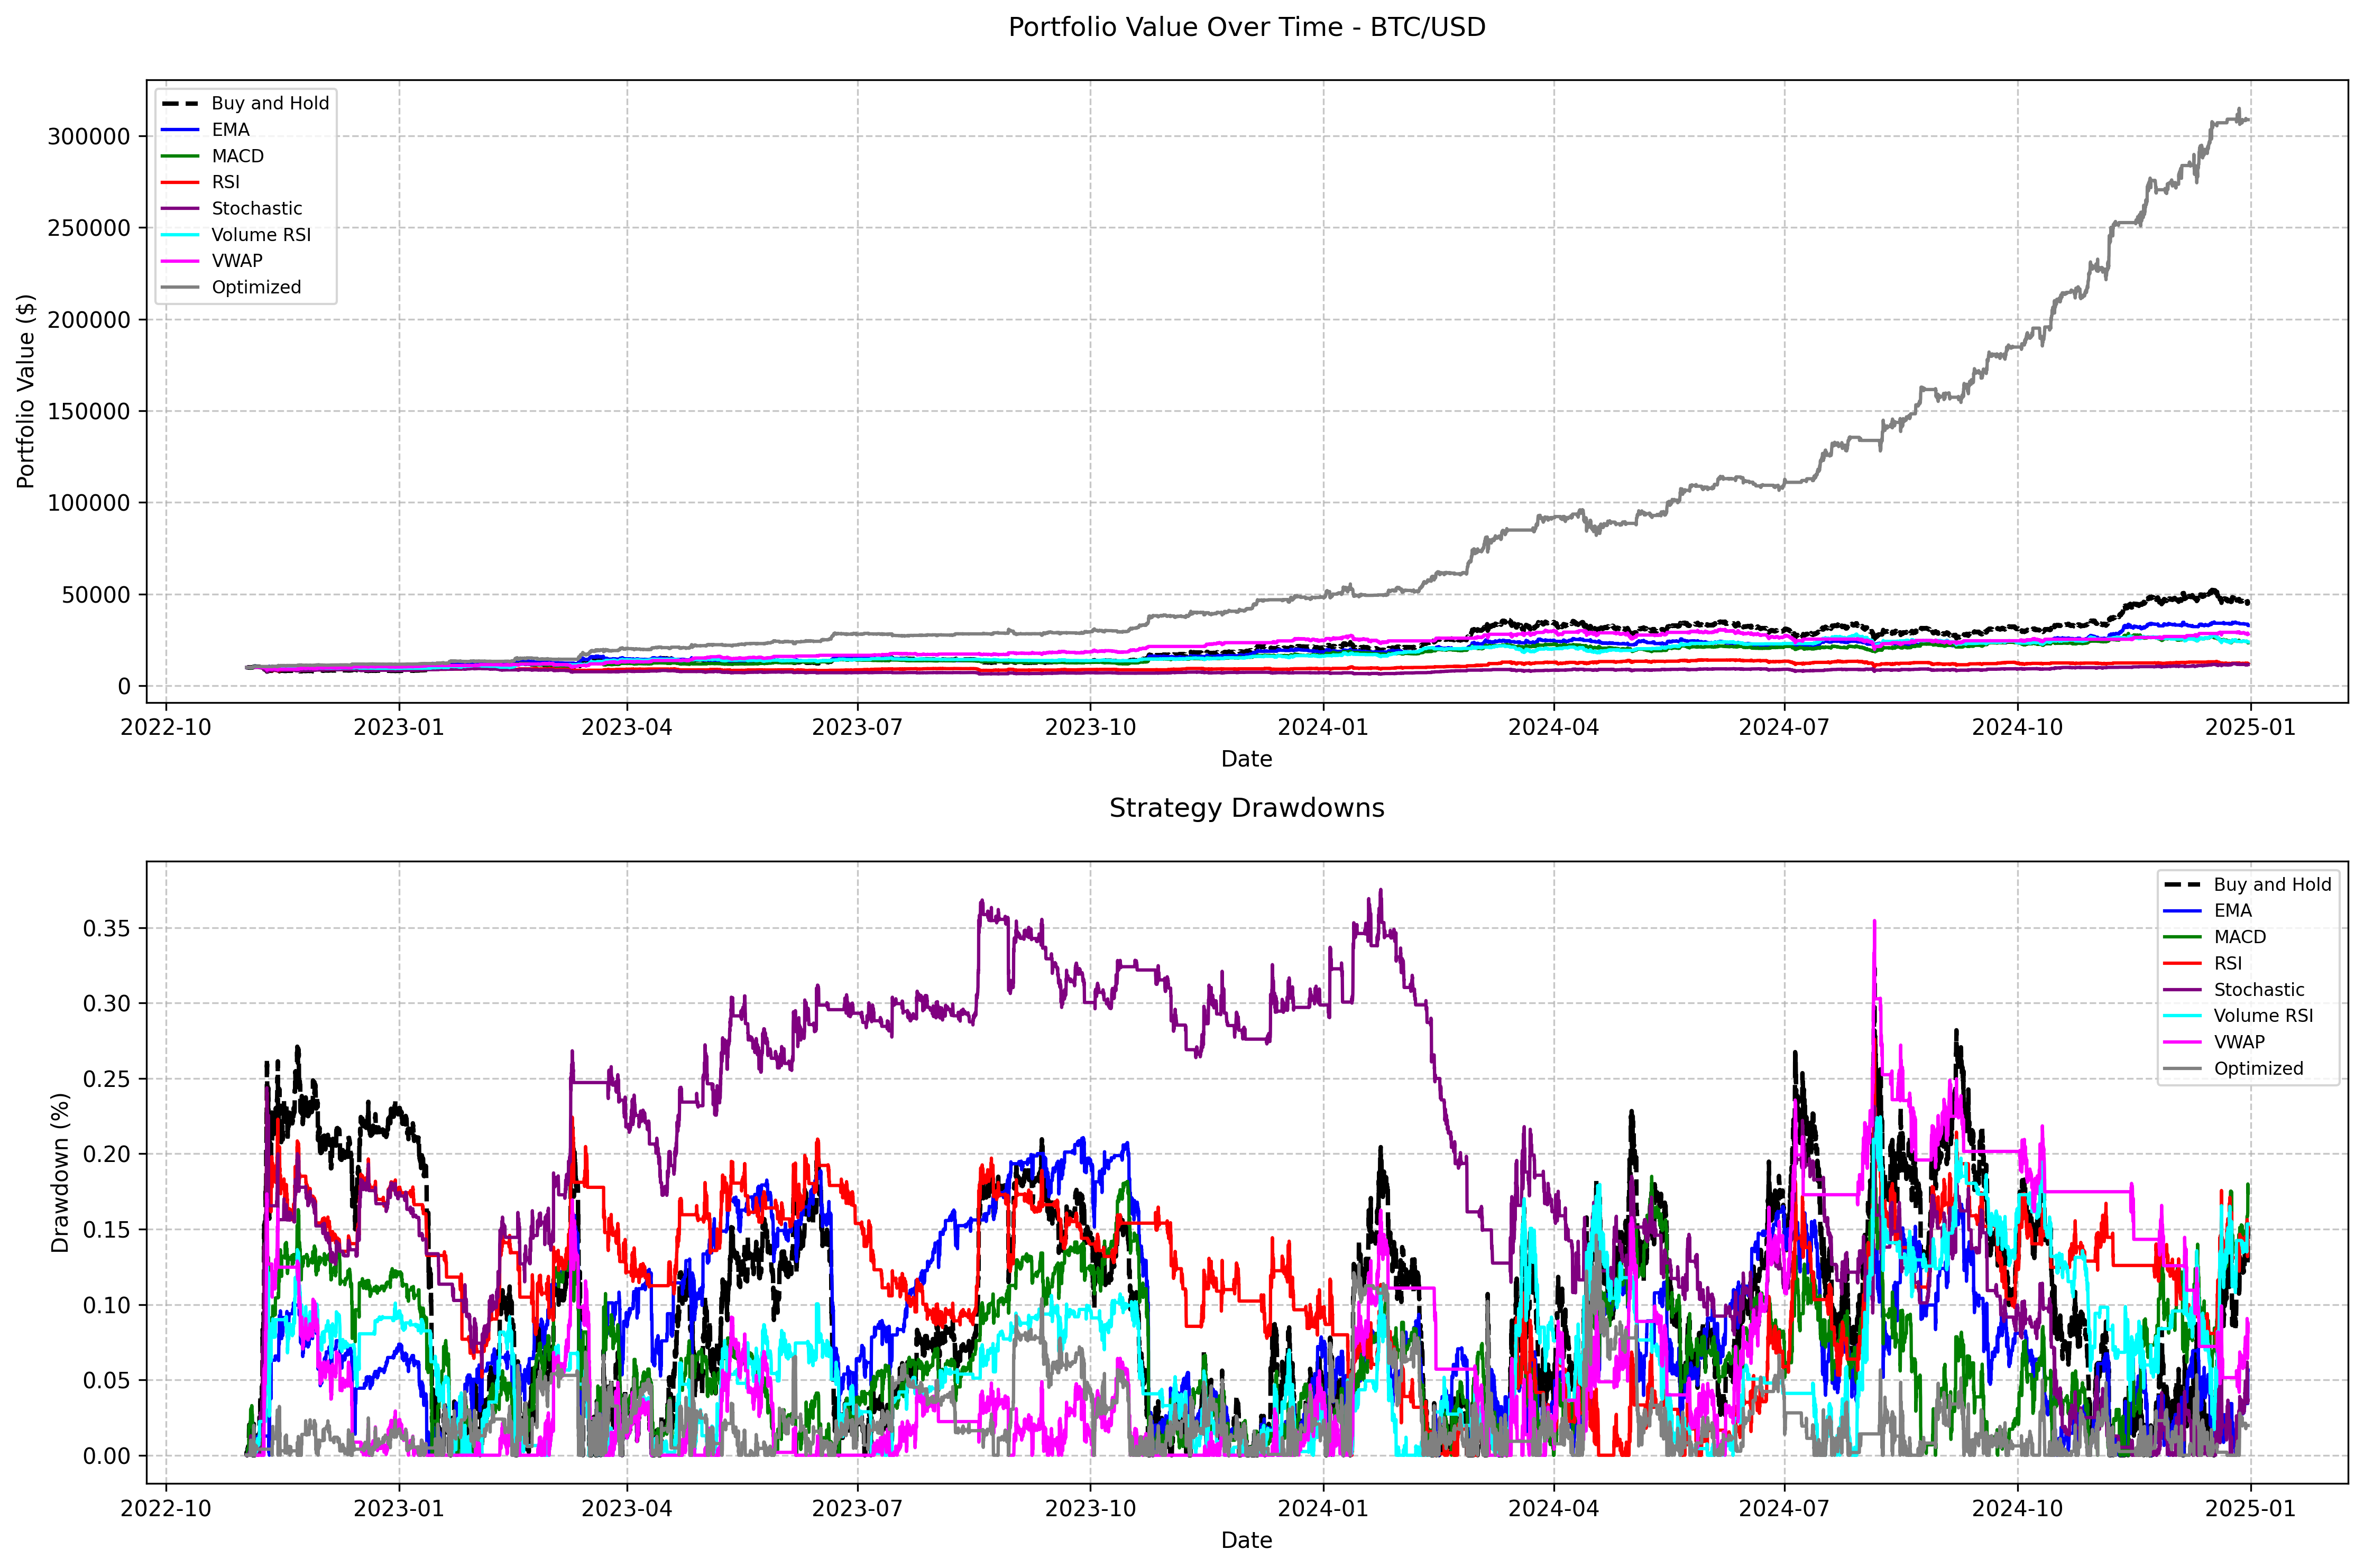 Portfolio Value Over Time - BTC/USD
Buy and Hold
EMA
MACD
RSI
Stochastic
Volume RSI
VWAP
Optimized
Portfolio Value ($)
300000
250000
200000
150000
100000
50000
0
2022-10 2023-01 2023-04 2023-07 2023-10 2024-01 2024-04 2024-07 2024-10 2025-01
Date
Strategy Drawdowns
Buy and Hold
EMA
MACD
RSI
Stochastic
Volume RSI
VWAP
Optimized
Drawdown (%)
0.35
0.30
0.25
0.20
0.15
0.10
0.05
0.00
2022-10 2023-01 2023-04 2023-07 2023-10 2024-01 2024-04 2024-07 2024-10 2025-01
Date